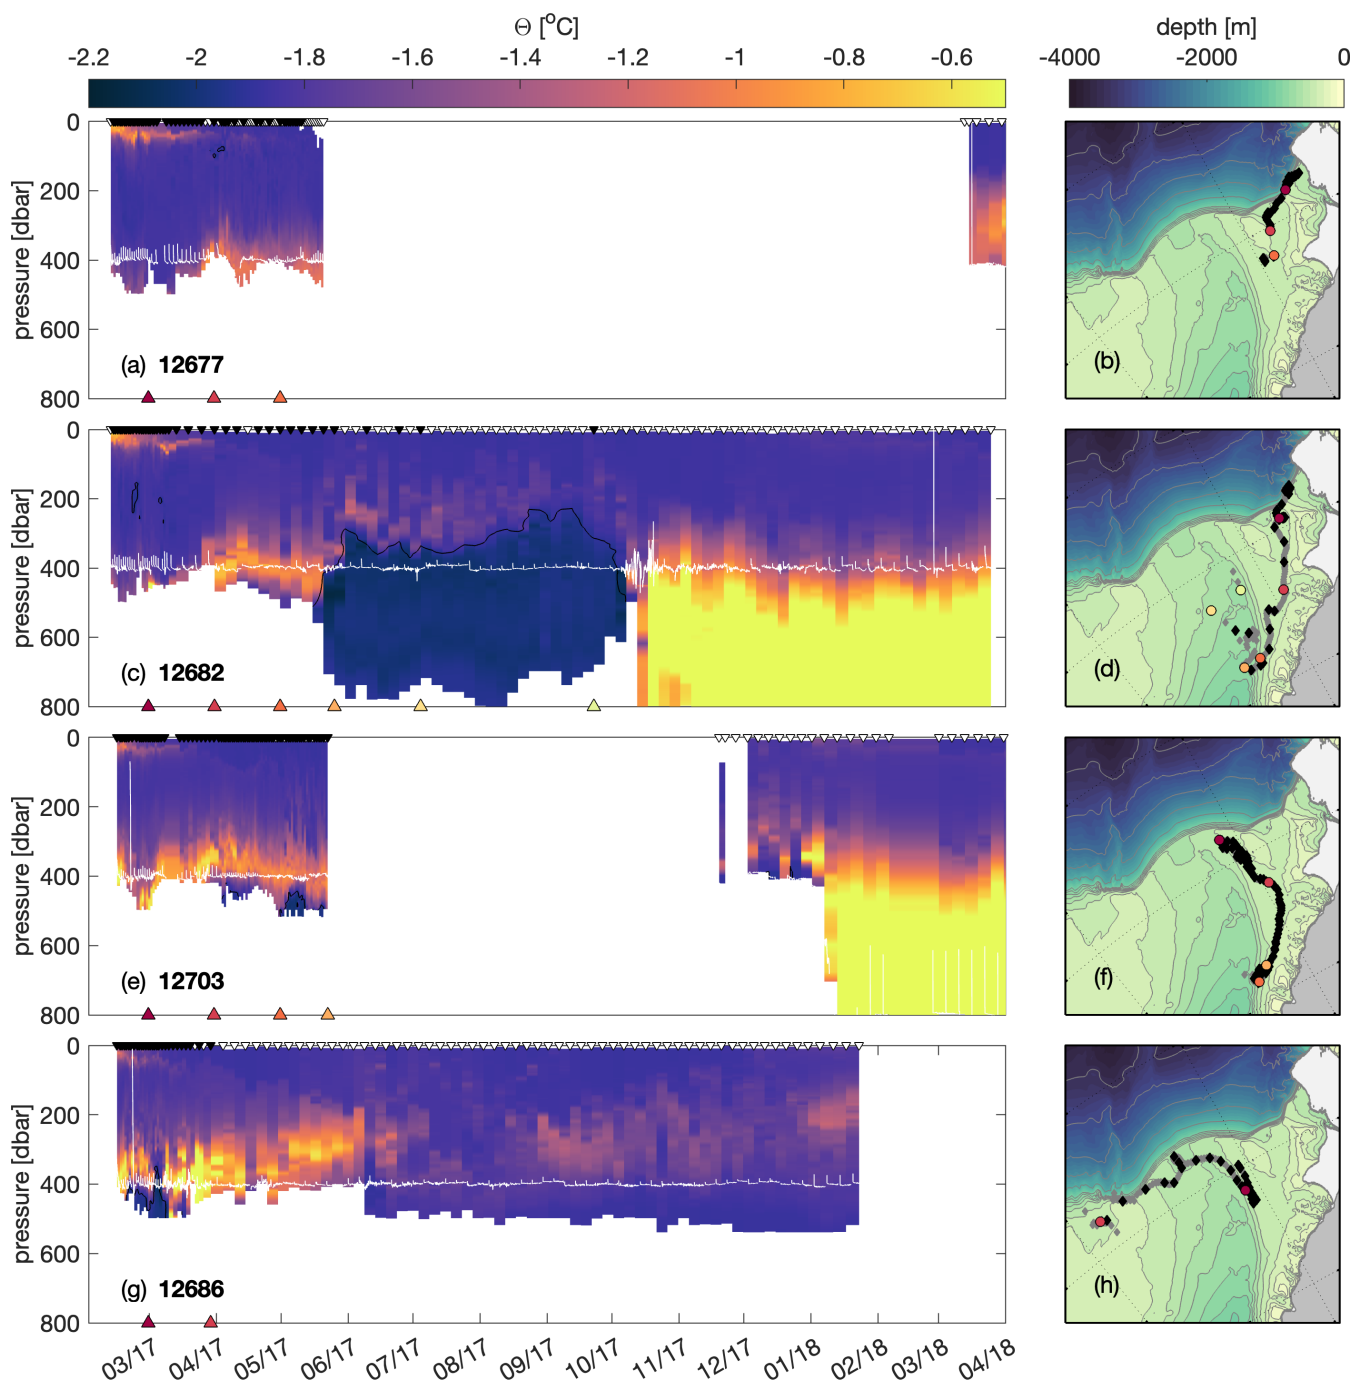 Θ [°C]
depth [m]
-2.2 -2 -1.8 -1.6 -1.4 -1.2 -1 -0.8 -0.6
-4000 -2000 0
0
200
400
600
800
pressure [dbar]
(a) 12677
(b)
0
200
400
600
800
pressure [dbar]
(c) 12682
(d)
0
200
400
600
800
pressure [dbar]
(e) 12703
(f)
0
200
400
600
800
pressure [dbar]
(g) 12686
(h)
03/17 04/17 05/17 06/17 07/17 08/17 09/17 10/17 11/17 12/17 01/18 02/18 03/18 04/18